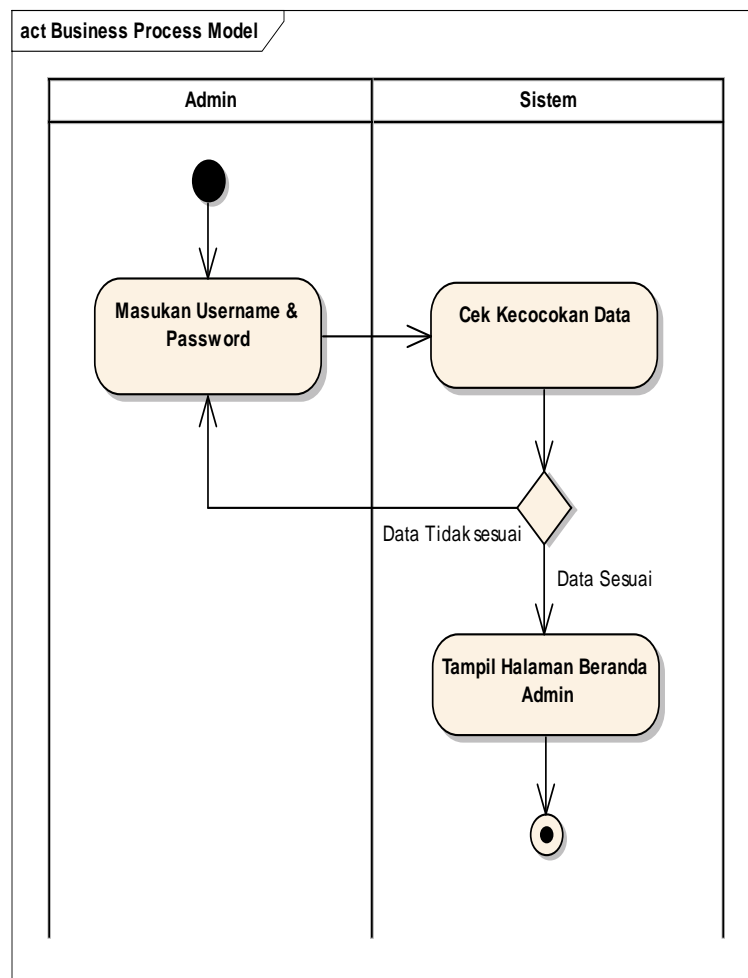 act Business Process Model
Admin
Sistem
Masukan Username &
Password
Cek Kecocokan Data
Data Tidak sesuai
Data Sesuai
Tampil Halaman Beranda
Admin